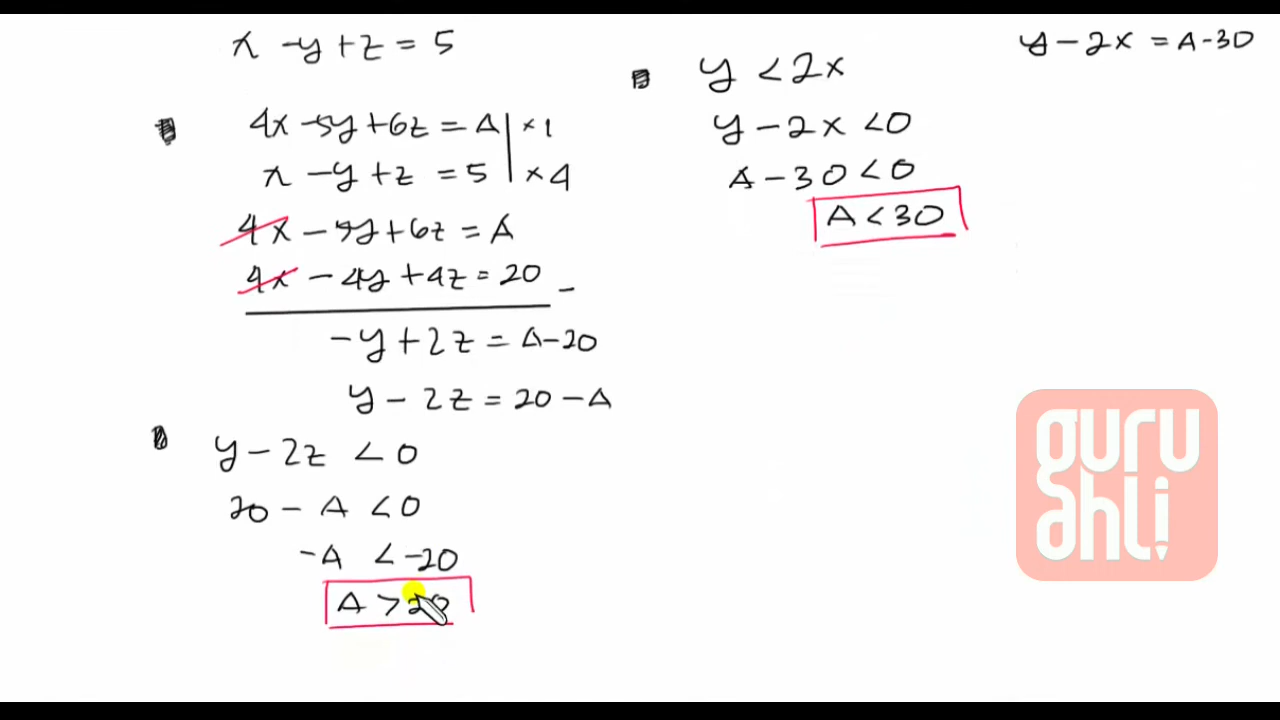 x - y + z = 5
4x - 5y + 6z = A | ×1
x - y + z = 5 | ×4
4x - 5y + 6z = A
4x - 4y + 4z = 20 -
-y + 2z = A - 20
y - 2z = 20 - A
y - 2z < 0
20 - A < 0
-A < -20
A > 20
y < 2x
y - 2x < 0
A - 30 < 0
A < 30
y - 2x = A - 30
guru
ahli